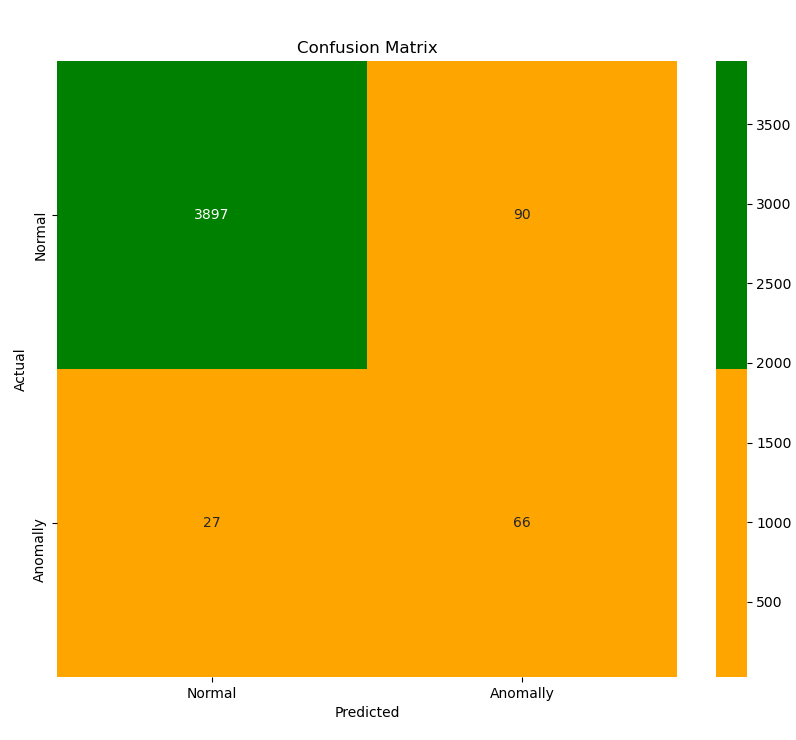 Confusion Matrix
3897
90
27
66
Normal
Anomally
Actual
Normal
Anomally
Predicted
3500
3000
2500
2000
1500
1000
500